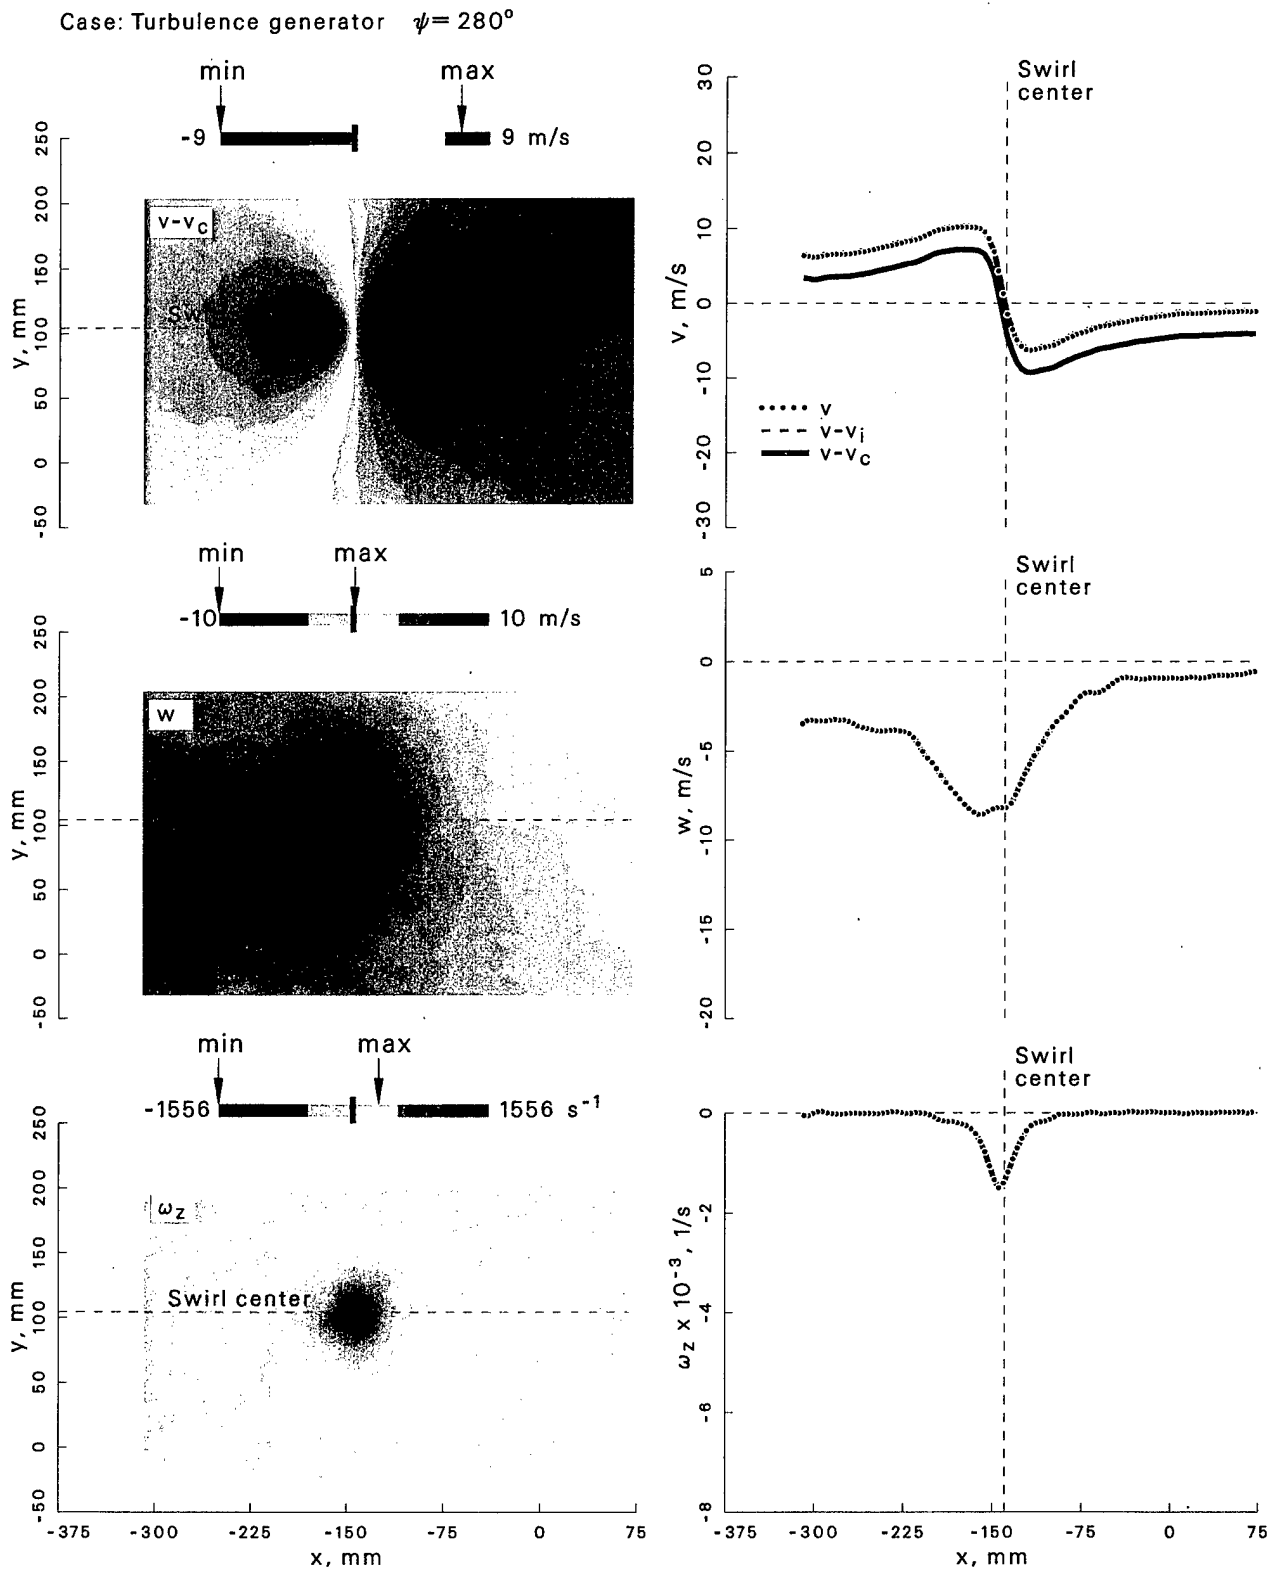 Case: Turbulence generator ψ= 280°
min max
-9 9 m/s
250
200
150
100
50
0
-50
y, mm
v-vc
Sw
30
20
10
0
-10
-20
-30
v, m/s
Swirl
center
v
v-vi
v-vc
min max
-10 10 m/s
250
200
150
100
50
0
-50
y, mm
w
5
0
-5
-10
-15
-20
w, m/s
Swirl
center
min max
-1556 1556 s⁻¹
250
200
150
100
50
0
-50
y, mm
ωz
Swirl center
-375 -300 -225 -150 -75 0 75
x, mm
0
-2
-4
-6
-8
ωz x 10⁻³, 1/s
Swirl
center
-375 -300 -225 -150 -75 0 75
x, mm